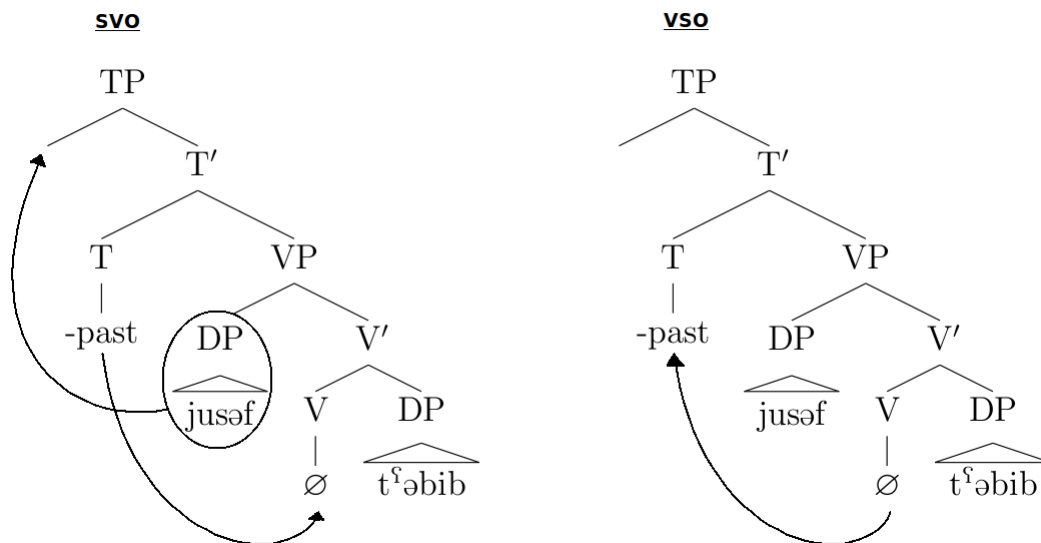 SVO VSO
TP TP
T′ T′
T VP T VP
-past DP V′ -past DP V′
jusəf V DP jusəf V DP
∅ tˤəbib ∅ tˤəbib